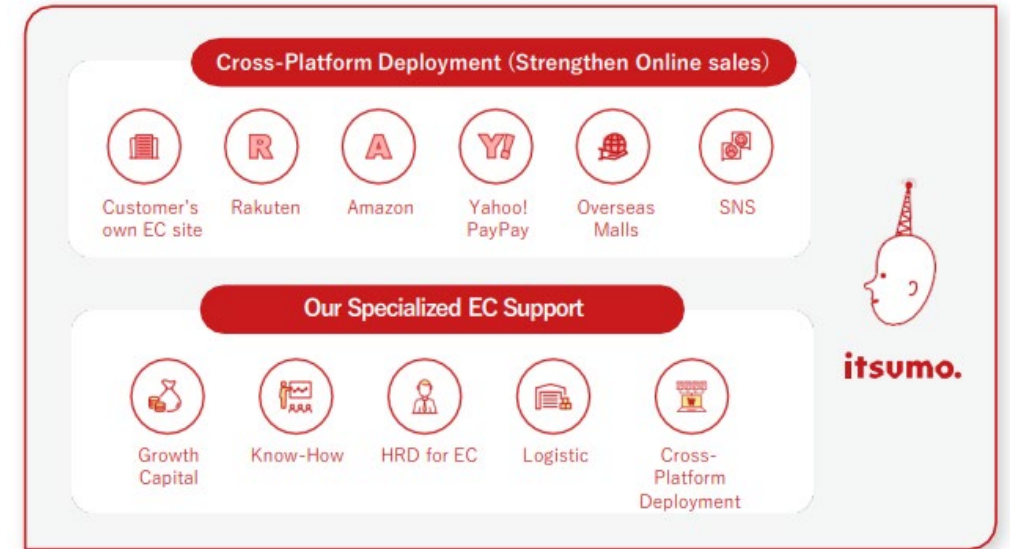 Cross-Platform Deployment (Strengthen Online sales)
R
A
Y!
Customer's
own EC site
Rakuten
Amazon
Yahoo!
PayPay
Overseas
Malls
SNS
itsumo.
Our Specialized EC Support
Growth
Capital
Know-How
HRD for EC
Logistic
Cross-
Platform
Deployment